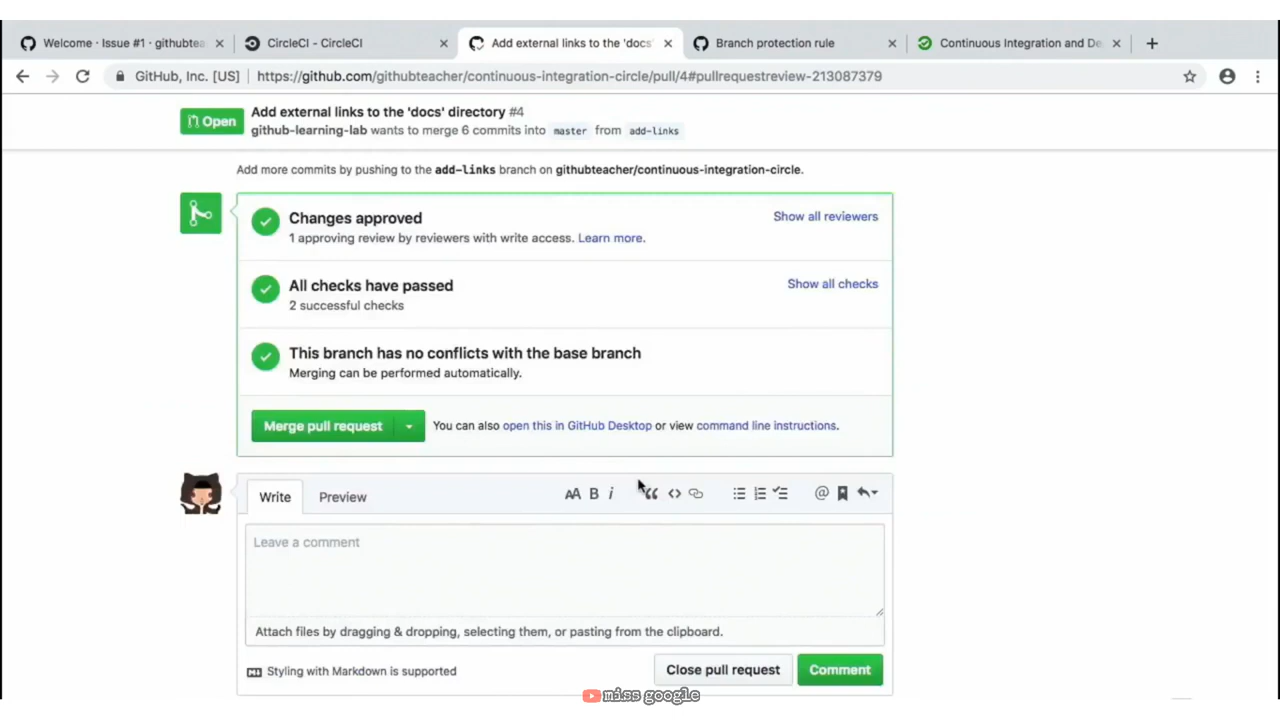 Welcome · Issue #1 · githubtea
CircleCI - CircleCI
Add external links to the 'docs'
Branch protection rule
Continuous Integration and De
GitHub, Inc. [US]
https://github.com/githubteacher/continuous-integration-circle/pull/4#pullrequestreview-213087379
Open
Add external links to the 'docs' directory #4
github-learning-lab wants to merge 6 commits into master from add-links
Add more commits by pushing to the add-links branch on githubteacher/continuous-integration-circle.
Changes approved
Show all reviewers
1 approving review by reviewers with write access. Learn more.
All checks have passed
Show all checks
2 successful checks
This branch has no conflicts with the base branch
Merging can be performed automatically.
Merge pull request
You can also open this in GitHub Desktop or view command line instructions.
Write
Preview
AA B i
Leave a comment
Attach files by dragging & dropping, selecting them, or pasting from the clipboard.
Styling with Markdown is supported
Close pull request
Comment
miss google